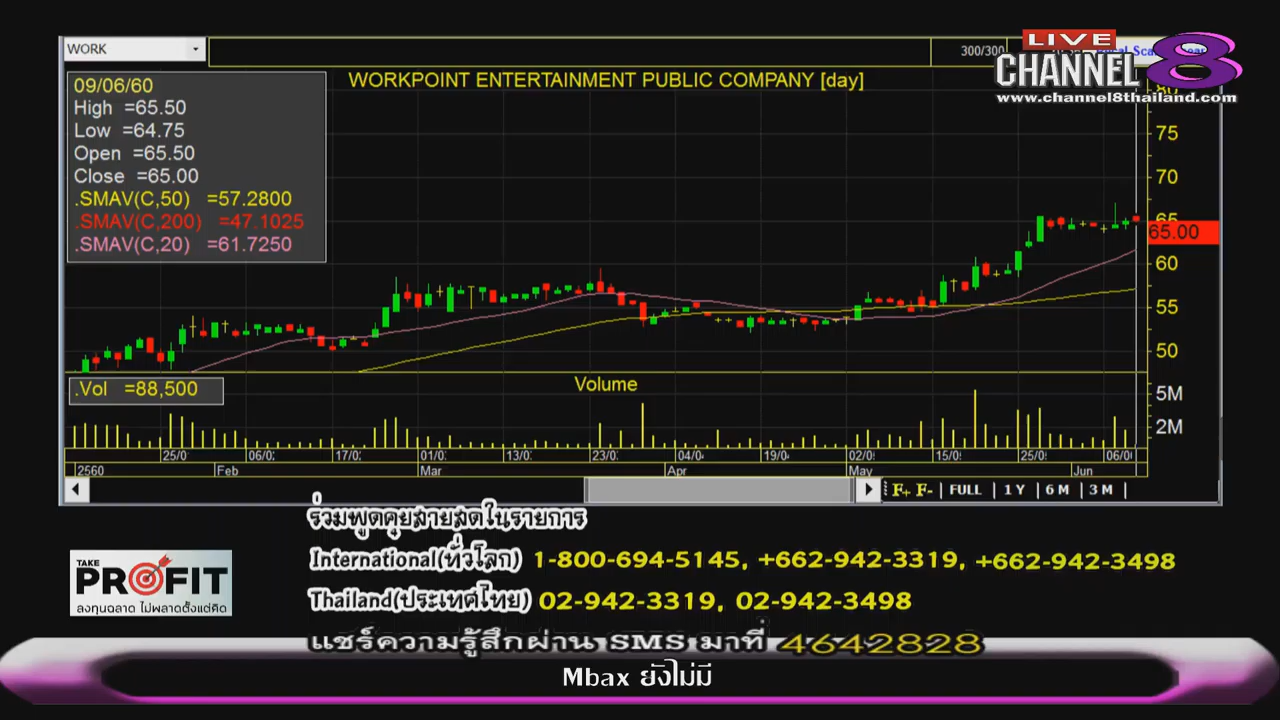 WORK
300/300
LIVE
CHANNEL 8
www.channel8thailand.com
WORKPOINT ENTERTAINMENT PUBLIC COMPANY [day]
09/06/60
High =65.50
Low =64.75
Open =65.50
Close =65.00
.SMAV(C,50) =57.2800
.SMAV(C,200) =47.1025
.SMAV(C,20) =61.7250
80
75
70
65
65.00
60
55
50
.Vol =88,500
Volume
5M
2M
25/0 06/0 17/0 01/0 13/0 23/0 04/0 19/0 02/0 15/0 25/0 06/0
2560 Feb Mar Apr May Jun
F+ F- FULL 1 Y 6 M 3 M
ร่วมพูดคุยสายสดในรายการ
International(ทั่วโลก) 1-800-694-5145, +662-942-3319, +662-942-3498
Thailand(ประเทศไทย) 02-942-3319, 02-942-3498
TAKE
PROFIT
ลงทุนฉลาด ไม่พลาดตั้งแต่คิด
แชร์ความรู้สึกผ่าน SMS มาที่ 4642828
Mbax ยังไม่มี